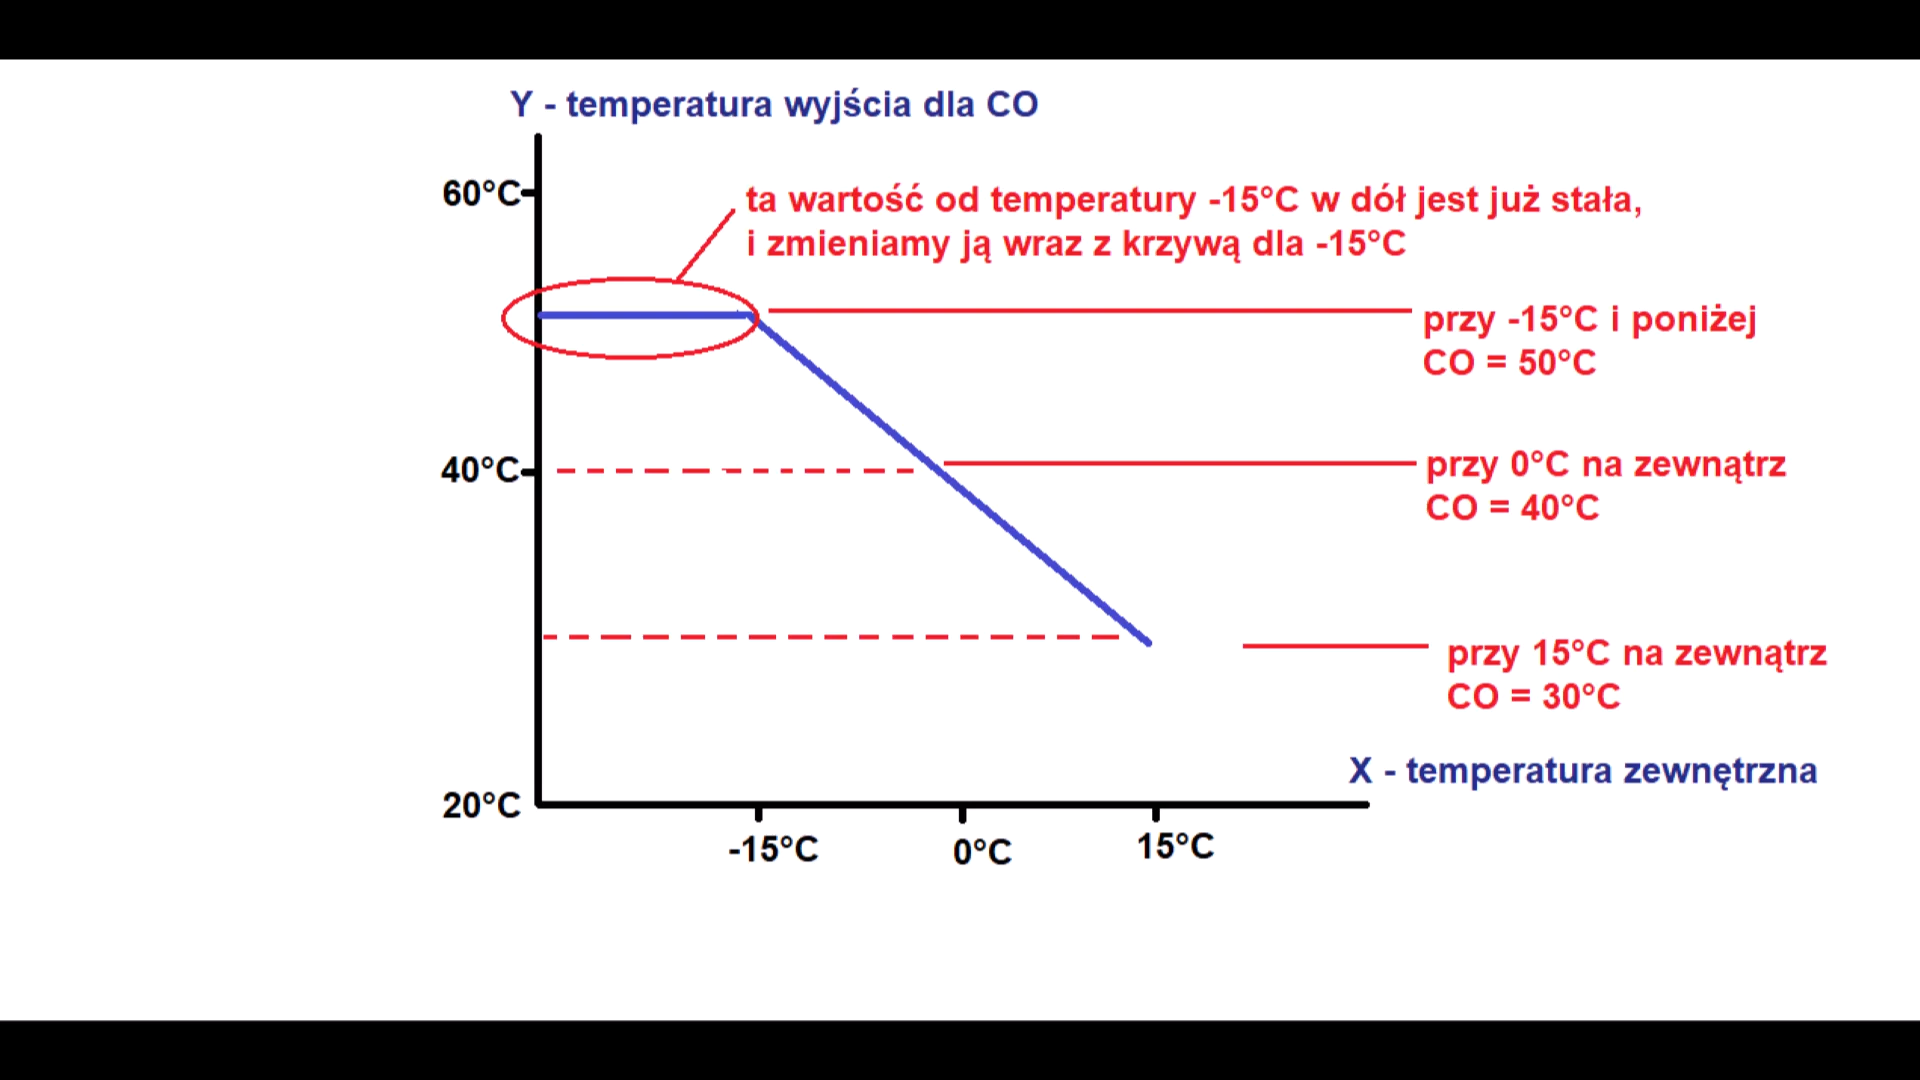 Y - temperatura wyjścia dla CO
60°C
ta wartość od temperatury -15°C w dół jest już stała,
i zmieniamy ją wraz z krzywą dla -15°C
przy -15°C i poniżej
CO = 50°C
40°C
przy 0°C na zewnątrz
CO = 40°C
przy 15°C na zewnątrz
CO = 30°C
X - temperatura zewnętrzna
20°C
-15°C
0°C
15°C